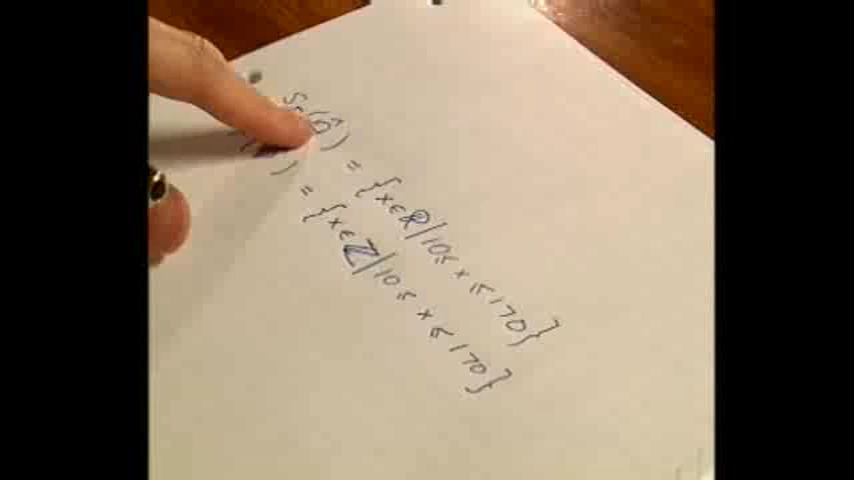 (Ô) = {x∈ℚ|10≤x≤170}
) = {x∈ℤ|10≤x≤170}